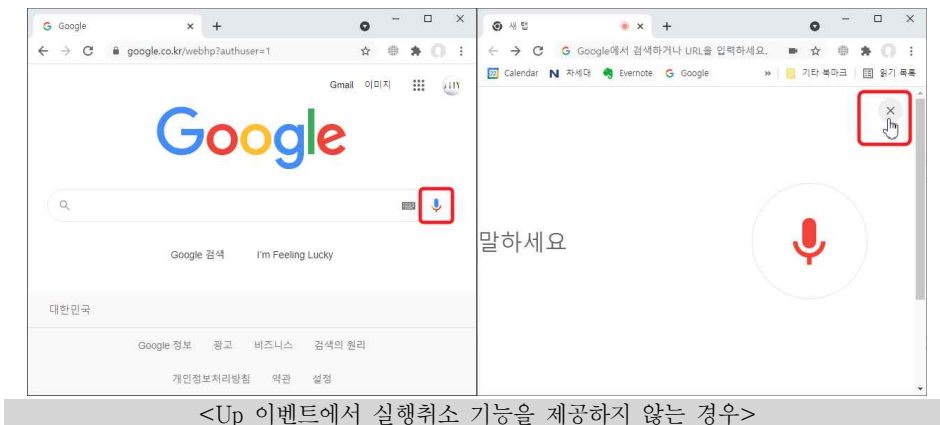 Google
google.co.kr/webhp?authuser=1
Gmail 이미지
Google
Google 검색 I'm Feeling Lucky
대한민국
Google 정보 광고 비즈니스 검색의 원리
개인정보처리방침 약관 설정
새 탭
Google에서 검색하거나 URL을 입력하세요.
Calendar N 차세대 Evernote G Google » 기타 북마크 읽기 목록
말하세요
<Up 이벤트에서 실행취소 기능을 제공하지 않는 경우>